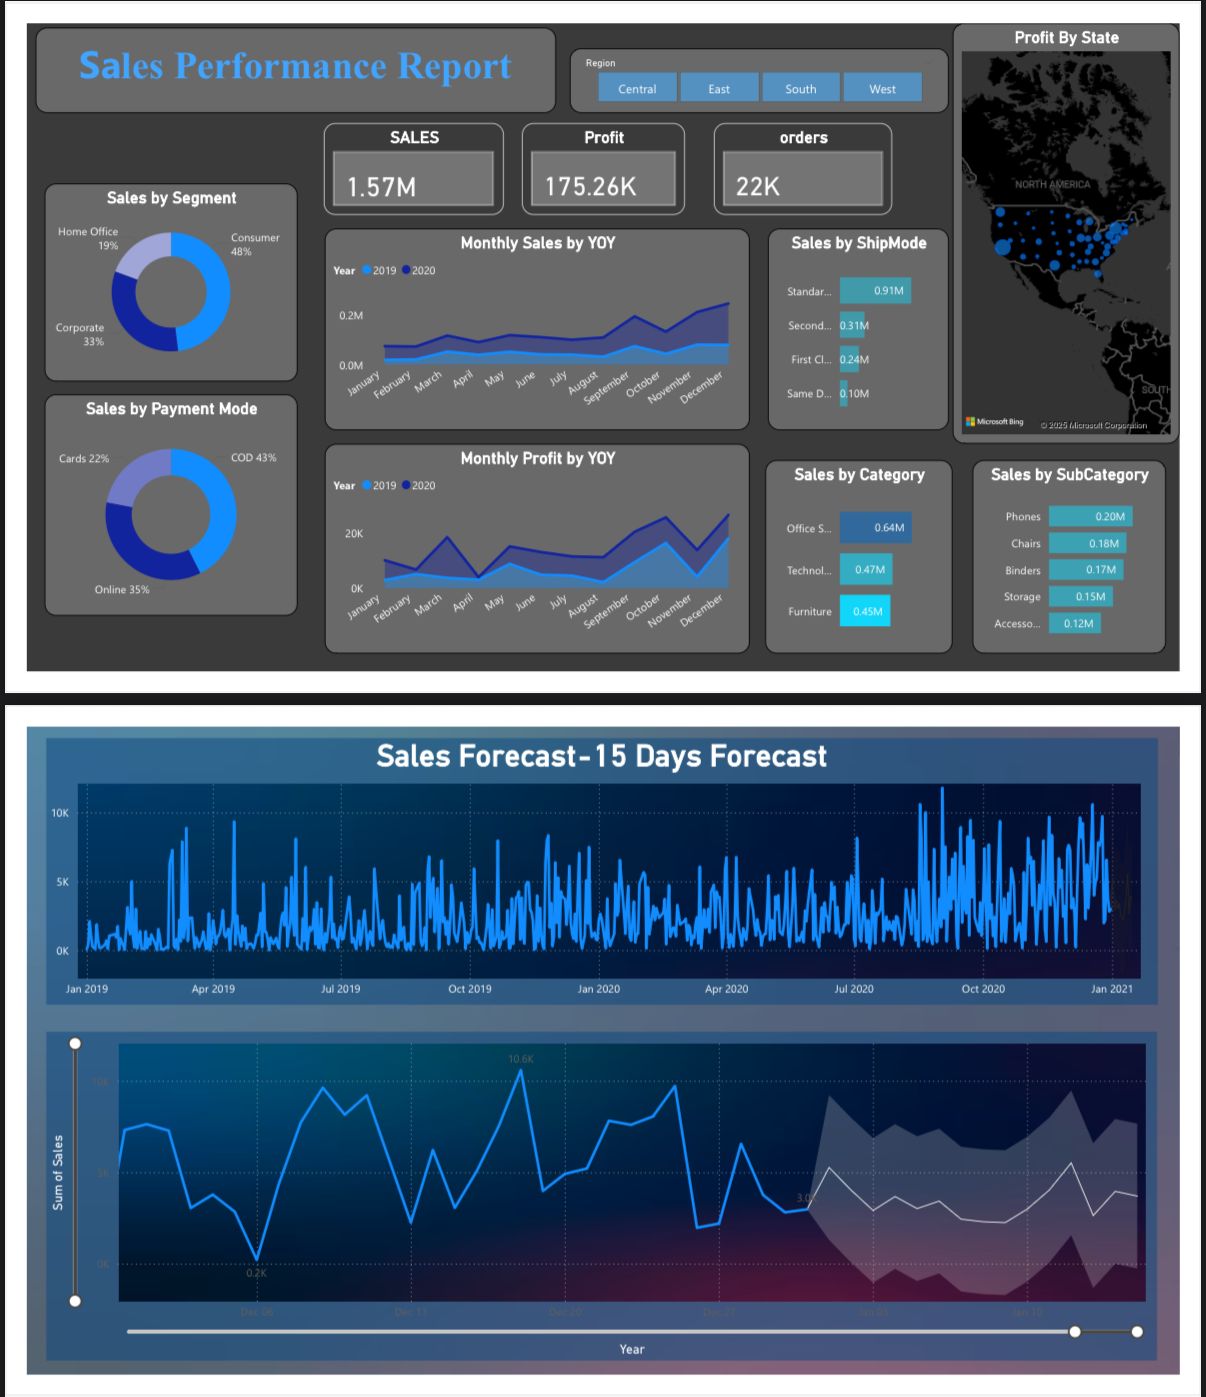 Sales Performance Report
Region
Central East South West
Profit By State
NORTH AMERICA
SOUTH
Microsoft Bing
© 2025 Microsoft Corporation
SALES
1.57M
Profit
175.26K
orders
22K
Sales by Segment
Home Office
19%
Consumer
48%
Corporate
33%
Monthly Sales by YOY
Year 2019 2020
0.2M
0.0M
January February March April May June July August September October November December
Sales by ShipMode
Standar... 0.91M
Second... 0.31M
First Cl... 0.24M
Same D... 0.10M
Sales by Payment Mode
Cards 22%
COD 43%
Online 35%
Monthly Profit by YOY
Year 2019 2020
20K
0K
January February March April May June July August September October November December
Sales by Category
Office S... 0.64M
Technol... 0.47M
Furniture 0.45M
Sales by SubCategory
Phones 0.20M
Chairs 0.18M
Binders 0.17M
Storage 0.15M
Accesso... 0.12M
Sales Forecast-15 Days Forecast
10K
5K
0K
Jan 2019 Apr 2019 Jul 2019 Oct 2019 Jan 2020 Apr 2020 Jul 2020 Oct 2020 Jan 2021
Sum of Sales
10K
5K
0K
10.6K
3.0K
0.2K
Dec 06 Dec 13 Dec 20 Dec 27 Jan 03 Jan 10
Year